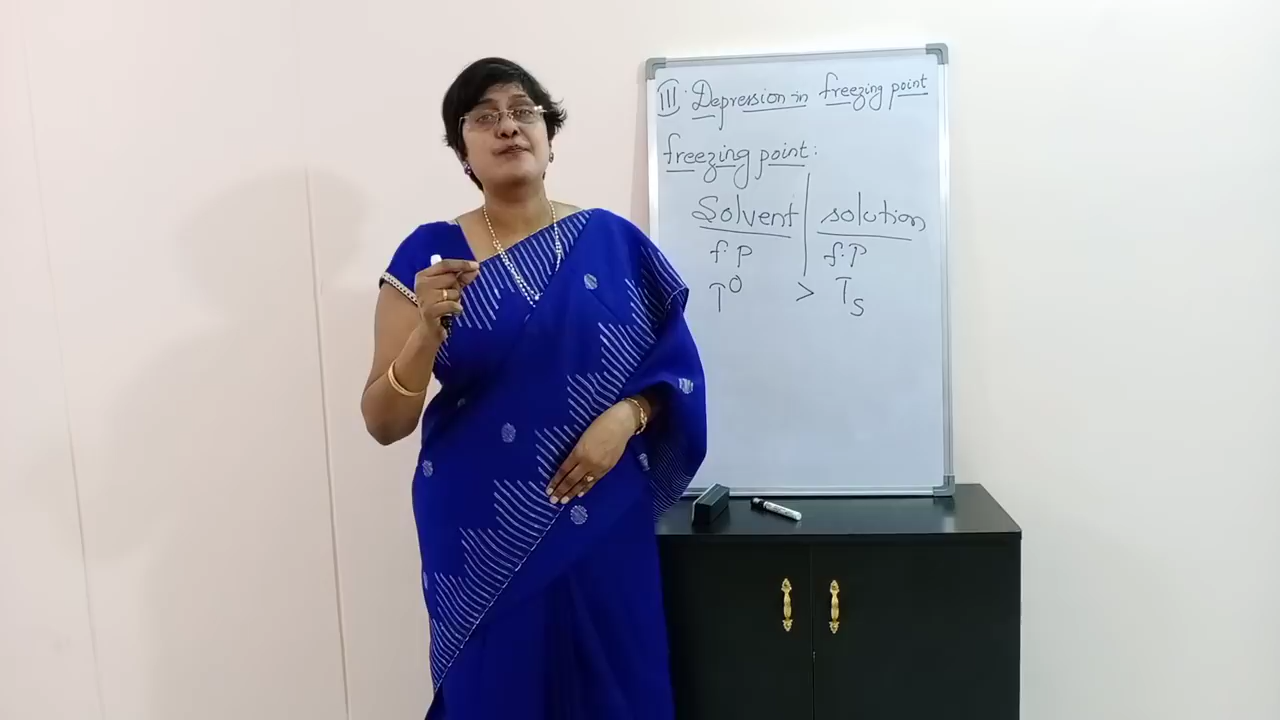 III. Depression in freezing point
freezing point:
Solvent | solution
f.p f.p
T⁰ > Tₛ